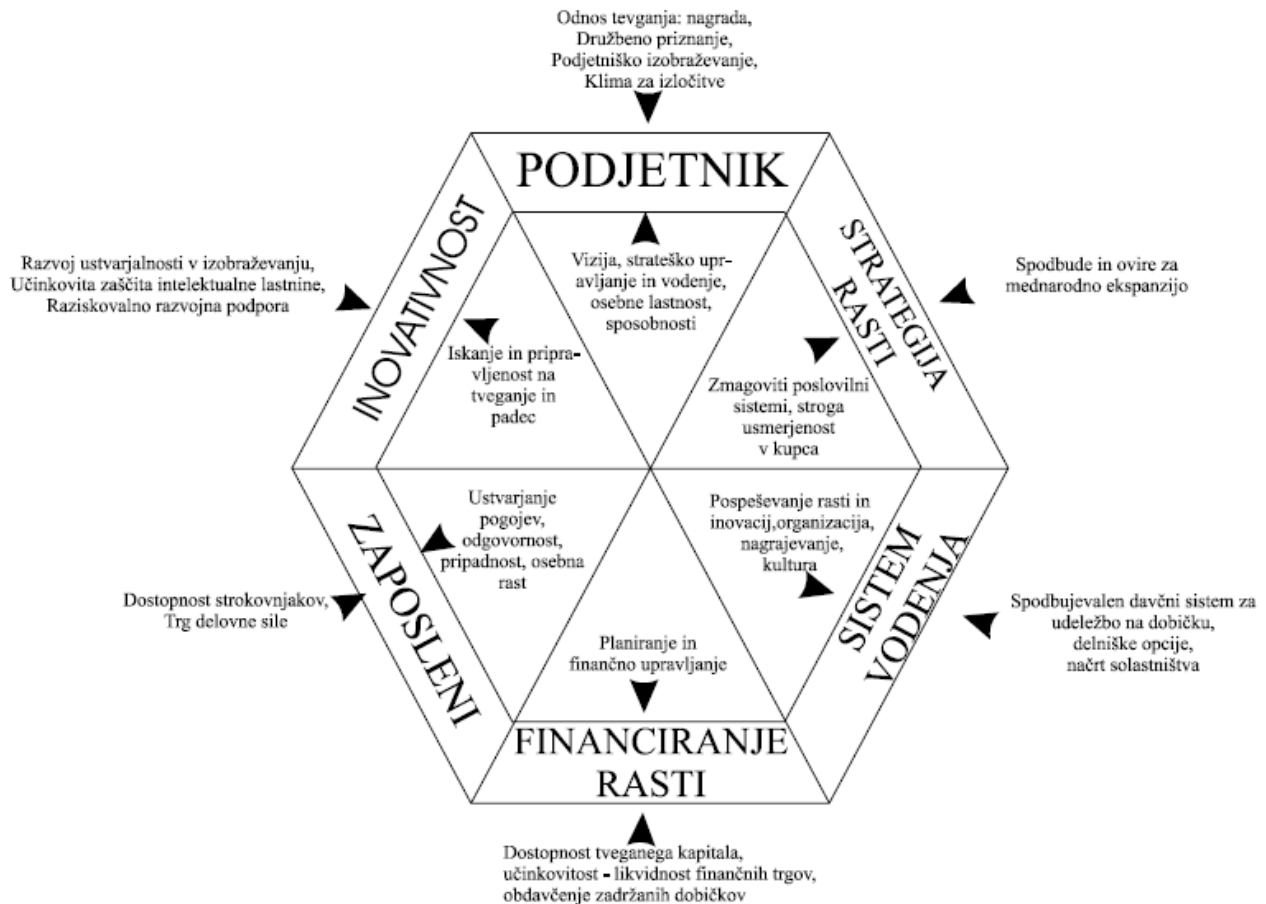 Odnos tevganja: nagrada,
Družbeno priznanje,
Podjetniško izobraževanje,
Klima za izločitve
PODJETNIK
Vizija, strateško upr-
avljanje in vodenje,
osebne lastnost,
sposobnosti
INOVATIVNOST
Razvoj ustvarjalnosti v izobraževanju,
Učinkovita zaščita intelektualne lastnine,
Raziskovalno razvojna podpora
Iskanje in pripra-
vljenost na
tveganje in
padec
STRATEGIJA
RASTI
Spodbude in ovire za
mednarodno ekspanzijo
Zmagoviti poslovilni
sistemi, stroga
usmerjenost
v kupca
ZAPOSLENI
Ustvarjanje
pogojev,
odgovornost,
pripadnost, osebna
rast
Dostopnost strokovnjakov,
Trg delovne sile
Pospeševanje rasti in
inovacij,organizacija,
nagrajevanje,
kultura
SISTEM
VODENJA
Spodbujevalen davčni sistem za
udeležbo na dobičku,
delniške opcije,
načrt solastništva
Planiranje in
finančno upravljanje
FINANCIRANJE
RASTI
Dostopnost tveganega kapitala,
učinkovitost - likvidnost finančnih trgov,
obdavčenje zadržanih dobičkov